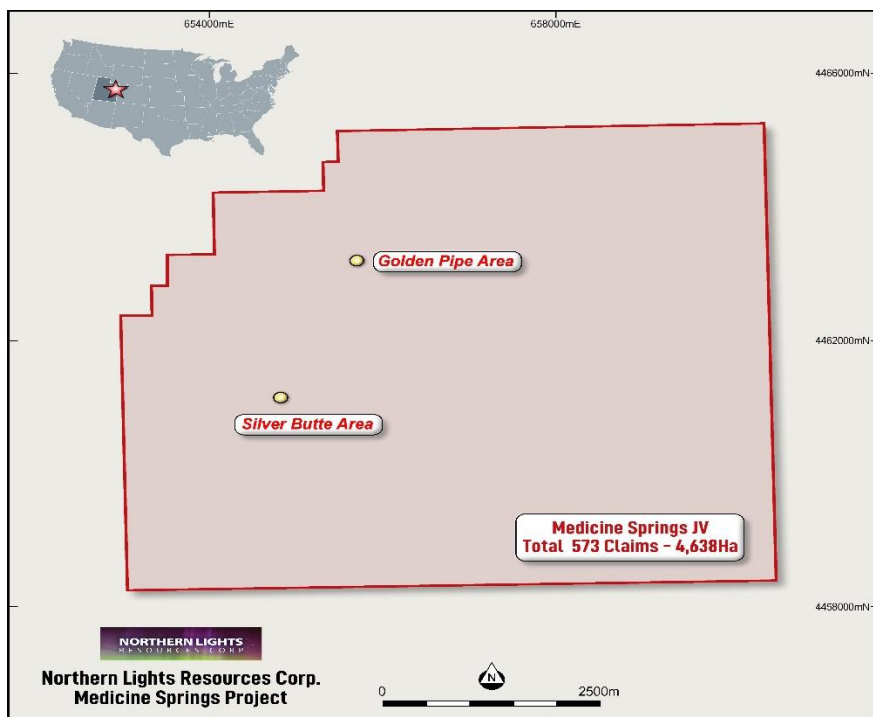 654000mE
658000mE
4466000mN
Golden Pipe Area
4462000mN
Silver Butte Area
Medicine Springs JV
Total 573 Claims - 4,638Ha
4458000mN
NORTHERN LIGHTS
RESOURCES CORP
Northern Lights Resources Corp.
Medicine Springs Project
N
0
2500m